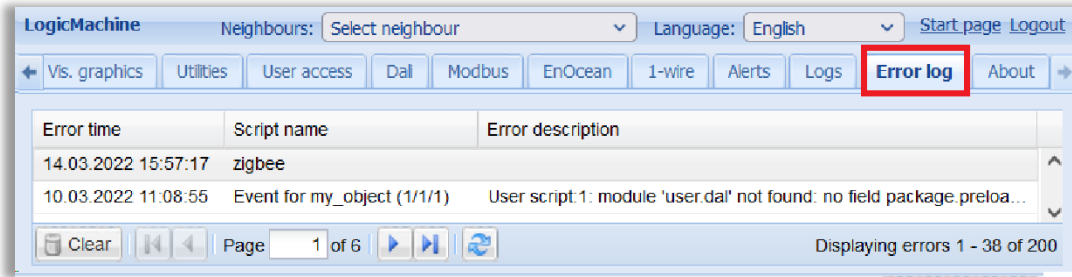 LogicMachine Neighbours: Select neighbour Language: English Start page Logout
Vis. graphics Utilities User access Dali Modbus EnOcean 1-wire Alerts Logs Error log About
Error time Script name Error description
14.03.2022 15:57:17 zigbee
10.03.2022 11:08:55 Event for my_object (1/1/1) User script:1: module 'user.dal' not found: no field package.preloa...
Clear Page 1 of 6 Displaying errors 1 - 38 of 200